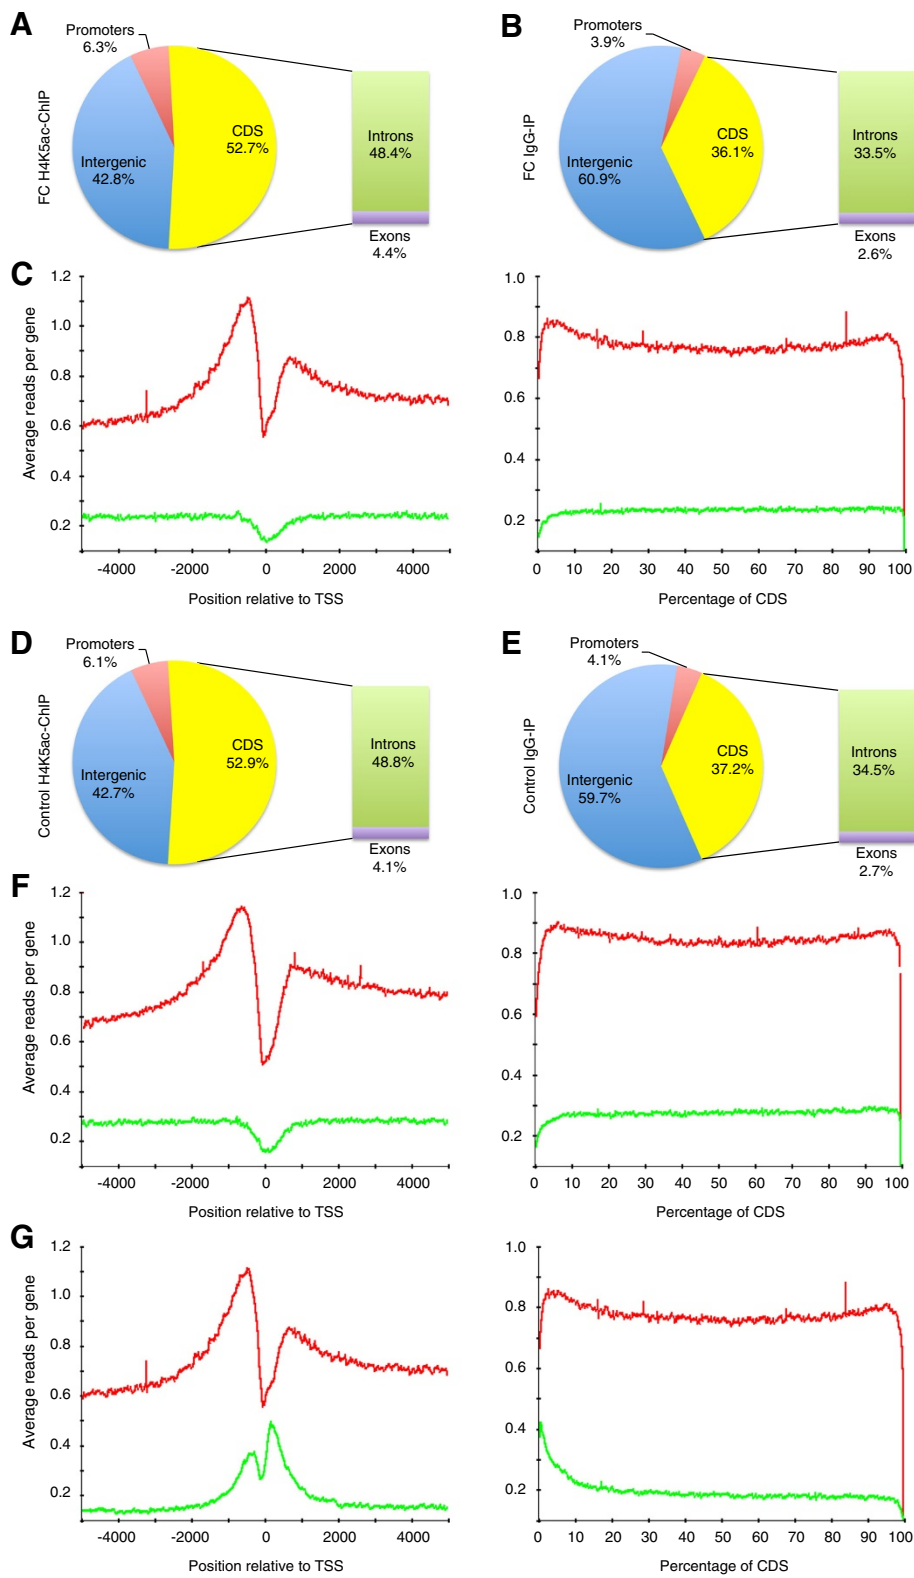 A
FC H4K5ac-ChIP
Promoters
6.3%
CDS
52.7%
Intergenic
42.8%
Introns
48.4%
Exons
4.4%
B
FC IgG-IP
Promoters
3.9%
CDS
36.1%
Intergenic
60.9%
Introns
33.5%
Exons
2.6%
C
Average reads per gene
1.2
1.0
0.8
0.6
0.4
0.2
-4000 -2000 0 2000 4000
Position relative to TSS
1.0
0.8
0.6
0.4
0.2
0 10 20 30 40 50 60 70 80 90 100
Percentage of CDS
D
Control H4K5ac-ChIP
Promoters
6.1%
CDS
52.9%
Intergenic
42.7%
Introns
48.8%
Exons
4.1%
E
Control IgG-IP
Promoters
4.1%
CDS
37.2%
Intergenic
59.7%
Introns
34.5%
Exons
2.7%
F
Average reads per gene
1.2
1.0
0.8
0.6
0.4
0.2
-4000 -2000 0 2000 4000
Position relative to TSS
1.0
0.8
0.6
0.4
0.2
0 10 20 30 40 50 60 70 80 90 100
Percentage of CDS
G
Average reads per gene
1.2
1.0
0.8
0.6
0.4
0.2
-4000 -2000 0 2000 4000
Position relative to TSS
1.0
0.8
0.6
0.4
0.2
0 10 20 30 40 50 60 70 80 90 100
Percentage of CDS